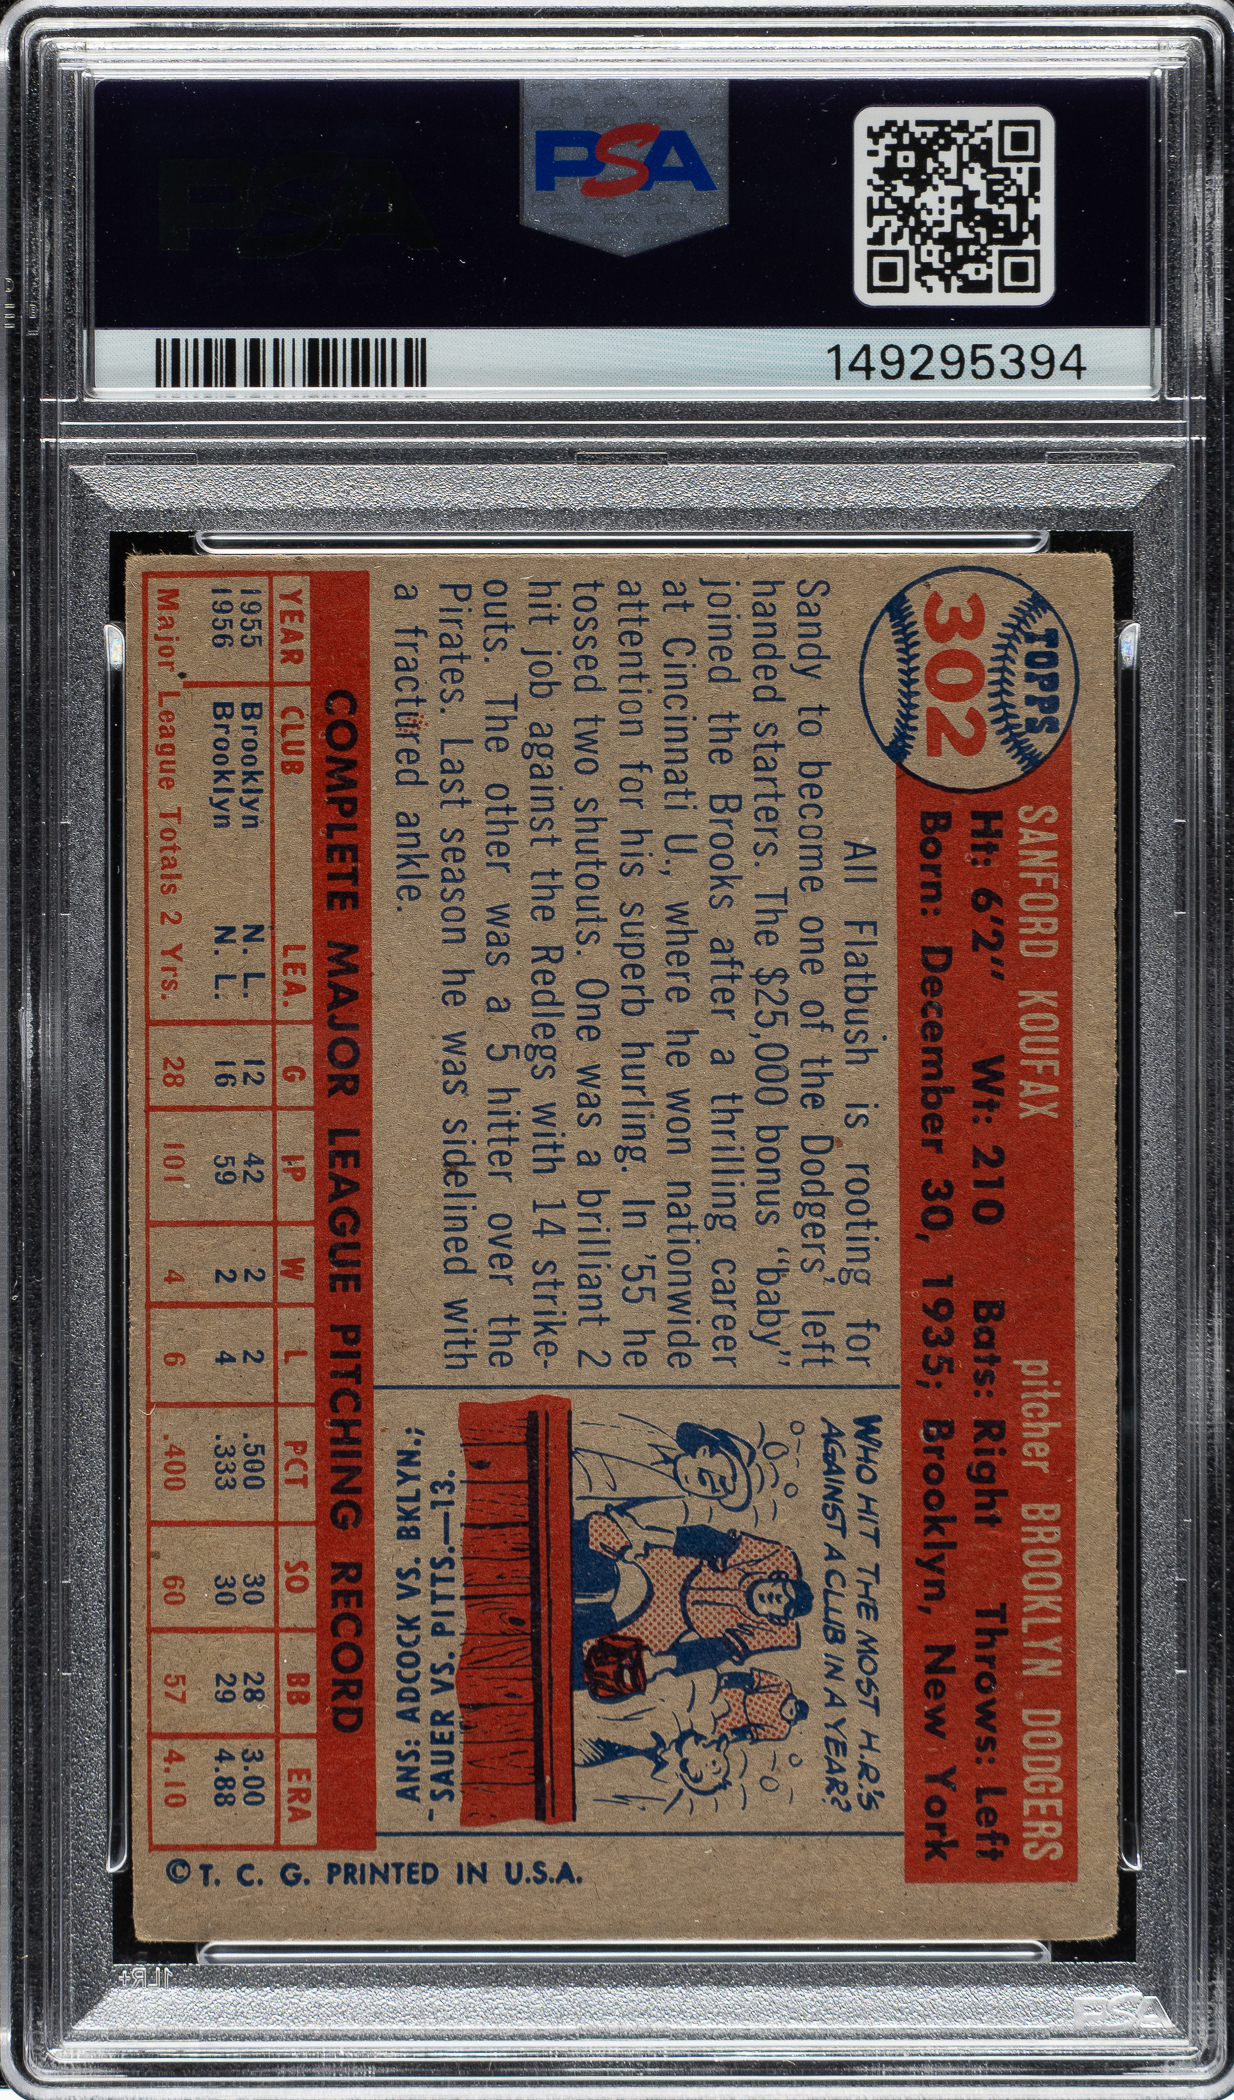 PSA
149295394
TOPPS
302
SANFORD KOUFAX pitcher BROOKLYN DODGERS
Ht: 6'2" Wt: 210 Bats: Right Throws: Left
Born: December 30, 1935; Brooklyn, New York
All Flatbush is rooting for
Sandy to become one of the Dodgers' left
handed starters. The $25,000 bonus "baby"
joined the Brooks after a thrilling career
at Cincinnati U., where he won nationwide
attention for his superb hurling. In '55 he
tossed two shutouts. One was a brilliant 2
hit job against the Redlegs with 14 strike-
outs. The other was a 5 hitter over the
Pirates. Last season he was sidelined with
a fractured ankle.
WHO HIT THE MOST H.R.'S
AGAINST A CLUB IN A YEAR?
ANS: ADCOCK VS. BKLYN.;
SAUER VS. PITTS.—13.
COMPLETE MAJOR LEAGUE PITCHING RECORD
YEAR CLUB LEA. G IP W L PCT SO BB ERA
1955 Brooklyn N. L. 12 42 2 2 .500 30 28 3.00
1956 Brooklyn N. L. 16 59 2 4 .333 30 29 4.88
Major League Totals 2 Yrs. 28 101 4 6 .400 60 57 4.10
© T. C. G. PRINTED IN U.S.A.
1LR+
PSA